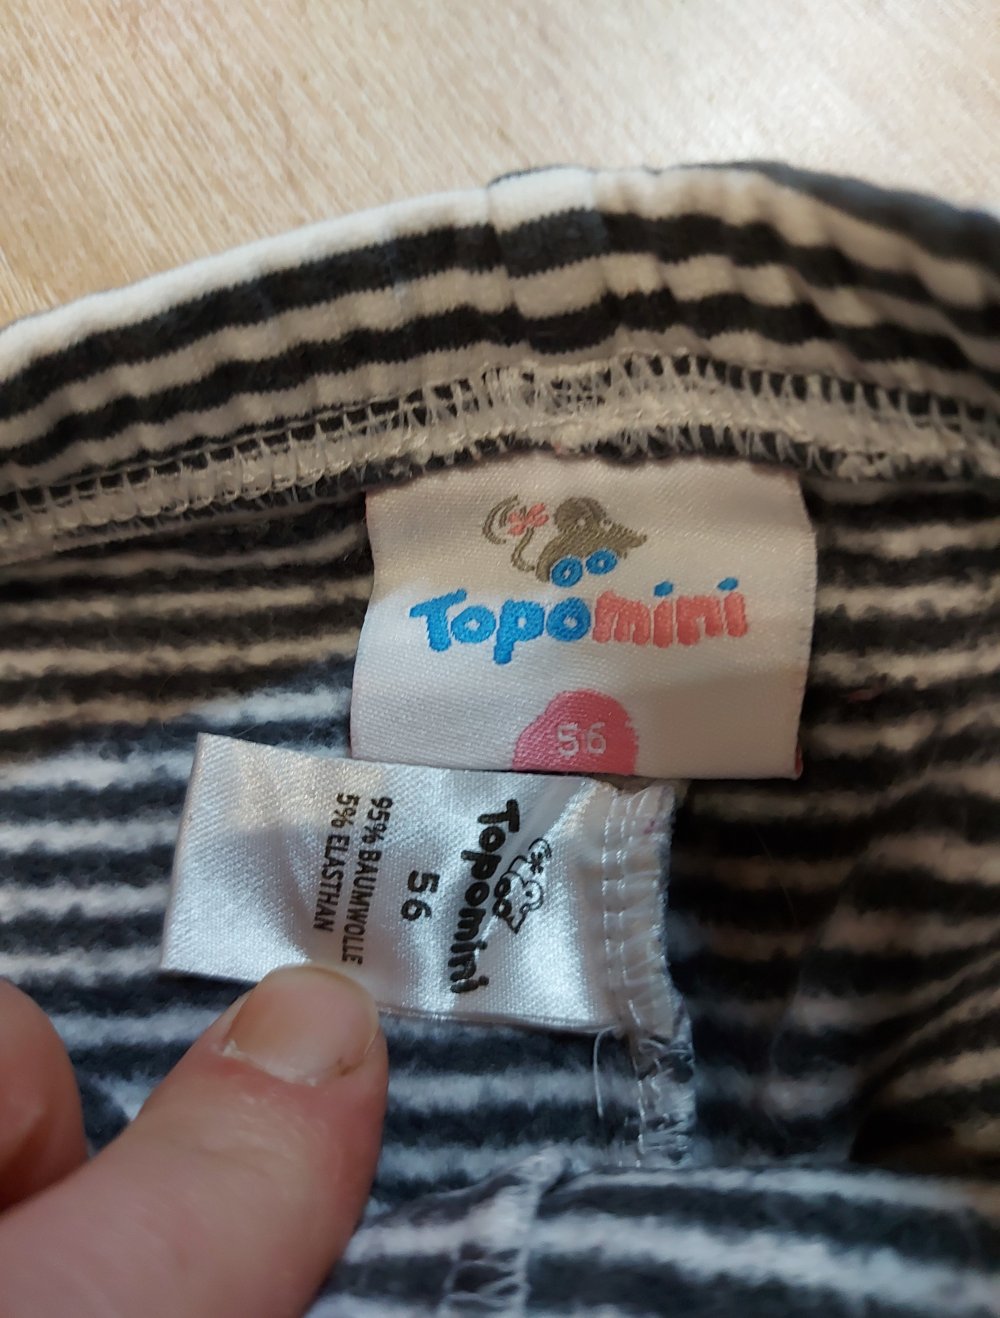 Topomini
56
Topomini
56
95% BAUMWOLLE
5% ELASTHAN